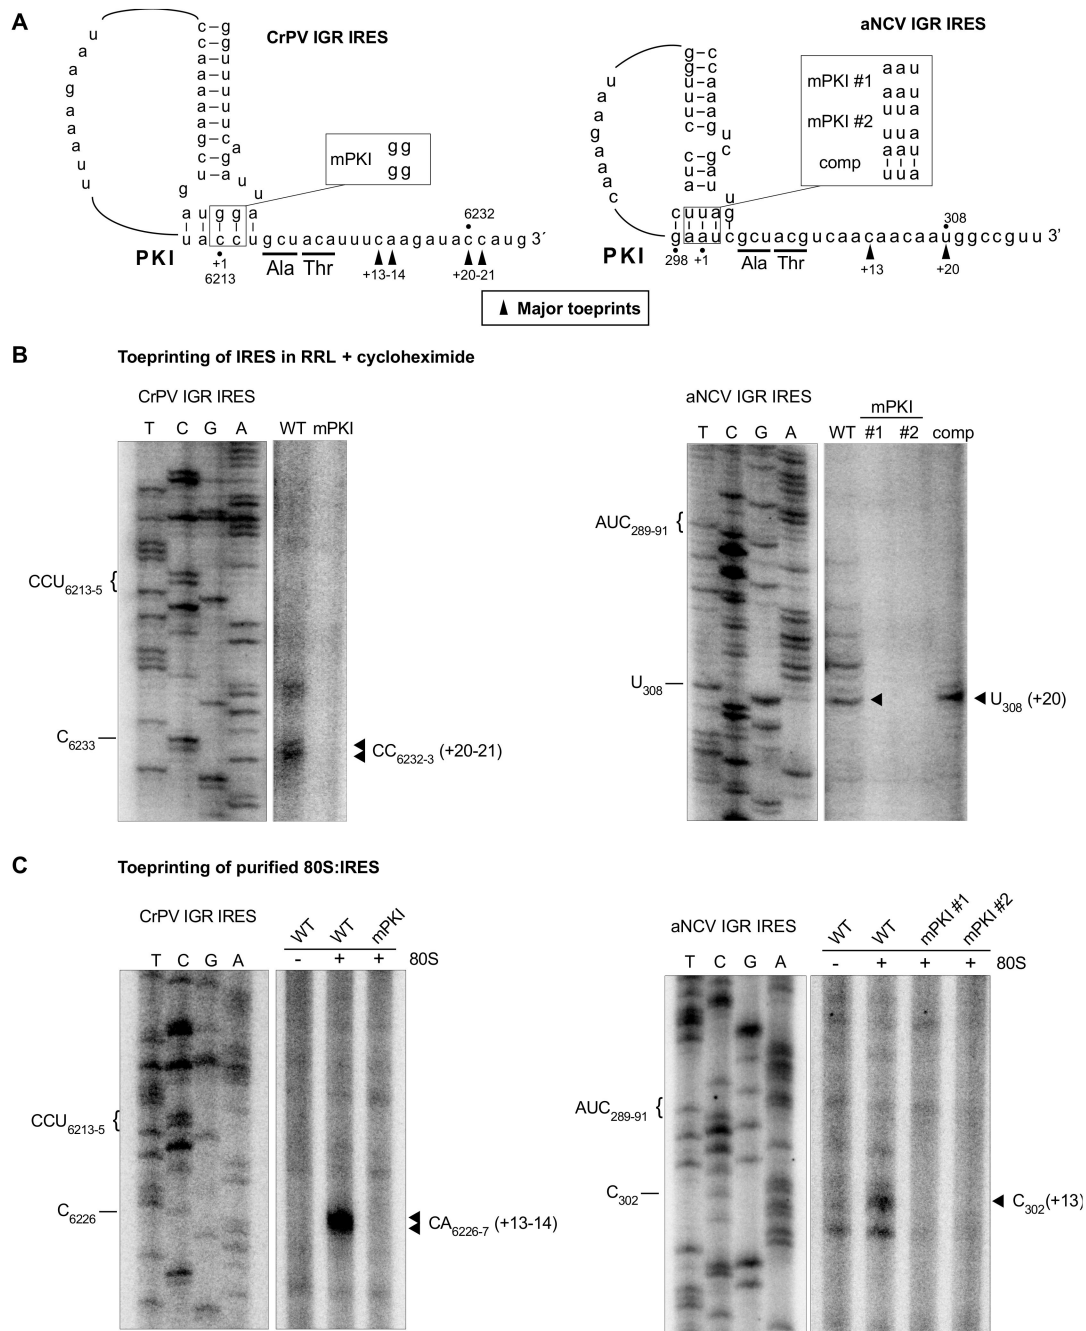 A
CrPV IGR IRES
aNCV IGR IRES
c–g
c–g
a–u
a–u
a–u
a–u
g–c
c–g
u–a
u
a
a
g
a
a
a
u
u
g
a
u
u
mPKI
gg
gg
a u g g a
u a c c u g c u a c a u u u c a a g a u a c c a u g 3´
PKI
+1
6213
Ala
Thr
+13-14
6232
+20-21
g–c
g–c
u–a
u–a
u–a
c–g
u
c
c–g
u–a
a–u
u
a
a
g
a
a
a
c
u
g
mPKI #1
aau
aau
mPKI #2
uua
uua
comp
aau
uua
c u u a g
g a a u c g c u a c g u c a a c a c a a u g g c c g u u 3’
PKI
298
+1
Ala
Thr
+13
308
+20
Major toeprints
B
Toeprinting of IRES in RRL + cycloheximide
CrPV IGR IRES
T C G A WT mPKI
CCU6213-5 {
C6233
CC6232-3 (+20-21)
aNCV IGR IRES
mPKI
T C G A WT #1 #2 comp
AUC289-91 {
U308
U308 (+20)
C
Toeprinting of purified 80S:IRES
CrPV IGR IRES
WT WT mPKI
T C G A - + + 80S
CCU6213-5 {
C6226
CA6226-7 (+13-14)
aNCV IGR IRES
WT WT mPKI #1 mPKI #2
T C G A - + + + 80S
AUC289-91 {
C302
C302(+13)